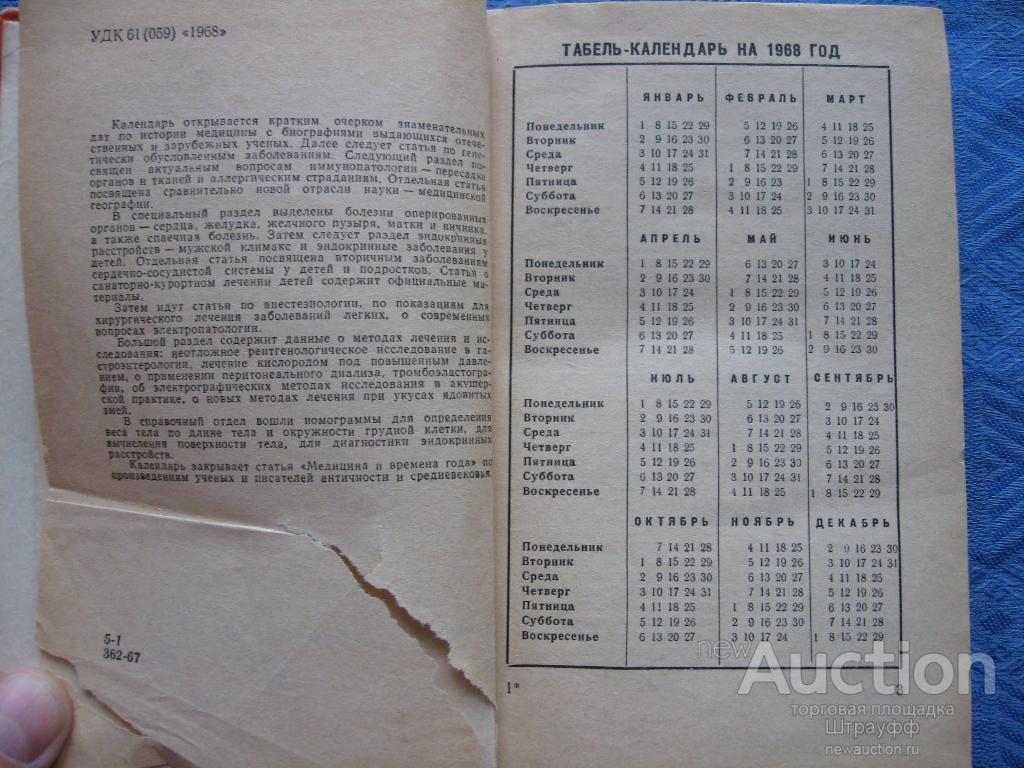 УДК 61 (059) «1968»
Календарь открывается кратким очерком знаменательных
дат по истории медицины с биографиями выдающихся отече-
ственных и зарубежных ученых. Далее следует статья по гене-
тически обусловленным заболеваниям. Следующий раздел по-
священ актуальным вопросам иммунопатологии — пересадке
органов и тканей и аллергическим страданиям. Отдельная статья
посвящена сравнительно новой отрасли науки — медицинской
географии.
В специальный раздел выделены болезни оперированных
органов — сердца, желудка, желчного пузыря, матки и яичника,
а также спаечная болезнь. Затем следует раздел эндокринных
расстройств — мужской климакс и эндокринные заболевания у
детей. Отдельная статья посвящена вторичным заболеваниям
сердечно-сосудистой системы у детей и подростков. Статья о
санаторно-курортном лечении детей содержит официальные ма-
териалы.
Затем идут статьи по анестезиологии, по показаниям для
хирургического лечения заболеваний легких, о современных
вопросах электропатологии.
Большой раздел содержит данные о методах лечения и ис-
следования: неотложное рентгенологическое исследование в га-
строэнтерологии, лечение кислородом под повышенным давле-
нием, о применении перитонеального диализа, тромбоэластогра-
фии, об электрографических методах исследования в акушер-
ской практике, о новых методах лечения при укусах ядовитых
змей.
В справочный отдел вошли номограммы для определения
веса тела по длине тела и окружности грудной клетки, для
вычисления поверхности тела, для диагностики эндокринных
расстройств.
Календарь закрывает статья «Медицина и времена года» по
произведениям ученых и писателей античности и средневековья.
5-1
362-67
ТАБЕЛЬ-КАЛЕНДАРЬ НА 1968 ГОД
ЯНВАРЬ ФЕВРАЛЬ МАРТ
Понедельник 1 8 15 22 29 5 12 19 26 4 11 18 25
Вторник 2 9 16 23 30 6 13 20 27 5 12 19 26
Среда 3 10 17 24 31 7 14 21 28 6 13 20 27
Четверг 4 11 18 25 1 8 15 22 29 7 14 21 28
Пятница 5 12 19 26 2 9 16 23 1 8 15 22 29
Суббота 6 13 20 27 3 10 17 24 2 9 16 23 30
Воскресенье 7 14 21 28 4 11 18 25 3 10 17 24 31
АПРЕЛЬ МАЙ ИЮНЬ
Понедельник 1 8 15 22 29 6 13 20 27 3 10 17 24
Вторник 2 9 16 23 30 7 14 21 28 4 11 18 25
Среда 3 10 17 24 1 8 15 22 29 5 12 19 26
Четверг 4 11 18 25 2 9 16 23 30 6 13 20 27
Пятница 5 12 19 26 3 10 17 24 31 7 14 21 28
Суббота 6 13 20 27 4 11 18 25 1 8 15 22 29
Воскресенье 7 14 21 28 5 12 19 26 2 9 16 23 30
ИЮЛЬ АВГУСТ СЕНТЯБРЬ
Понедельник 1 8 15 22 29 5 12 19 26 2 9 16 23 30
Вторник 2 9 16 23 30 6 13 20 27 3 10 17 24
Среда 3 10 17 24 31 7 14 21 28 4 11 18 25
Четверг 4 11 18 25 1 8 15 22 29 5 12 19 26
Пятница 5 12 19 26 2 9 16 23 30 6 13 20 27
Суббота 6 13 20 27 3 10 17 24 31 7 14 21 28
Воскресенье 7 14 21 28 4 11 18 25 1 8 15 22 29
ОКТЯБРЬ НОЯБРЬ ДЕКАБРЬ
Понедельник 7 14 21 28 4 11 18 25 2 9 16 23 30
Вторник 1 8 15 22 29 5 12 19 26 3 10 17 24 31
Среда 2 9 16 23 30 6 13 20 27 4 11 18 25
Четверг 3 10 17 24 31 7 14 21 28 5 12 19 26
Пятница 4 11 18 25 1 8 15 22 29 6 13 20 27
Суббота 5 12 19 26 2 9 16 23 30 7 14 21 28
Воскресенье 6 13 20 27 3 10 17 24 1 8 15 22 29
1* 3
newAuction
торговая площадка
Штрауфф
newauction.ru